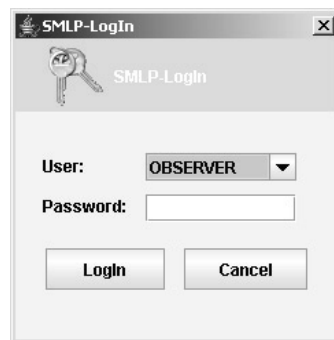 SMLP-LogIn
SMLP-LogIn
User: OBSERVER
Password:
LogIn Cancel